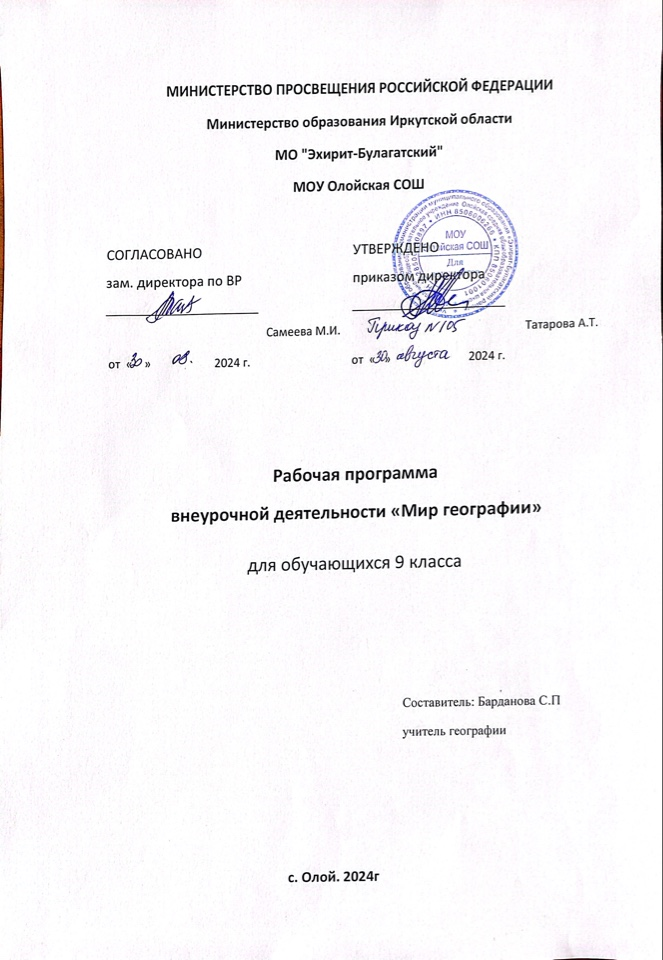 МИНИСТЕРСТВО ПРОСВЕЩЕНИЯ РОССИЙСКОЙ ФЕДЕРАЦИИ
Министерство образования Иркутской области
МО "Эхирит-Булагатский"
МОУ Олойская СОШ
СОГЛАСОВАНО
зам. директора по ВР
Самеева М.И.
от «30» 08. 2024 г.
УТВЕРЖДЕНО
приказом директора
Приказ №105
Татарова А.Т.
от «30» августа 2024 г.
МОУ
Олойская СОШ
Для
Рабочая программа
внеурочной деятельности «Мир географии»
для обучающихся 9 класса
Составитель: Барданова С.П
учитель географии
с. Олой. 2024г